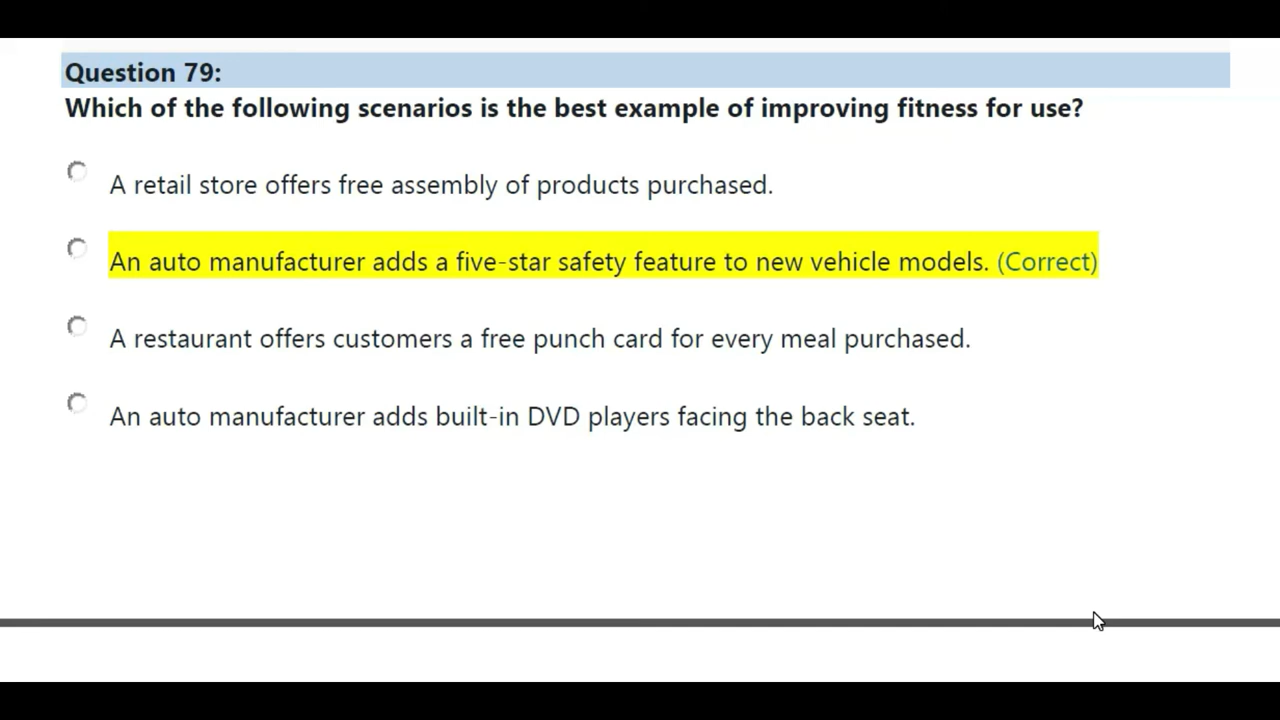 Question 79:
Which of the following scenarios is the best example of improving fitness for use?
A retail store offers free assembly of products purchased.
An auto manufacturer adds a five-star safety feature to new vehicle models. (Correct)
A restaurant offers customers a free punch card for every meal purchased.
An auto manufacturer adds built-in DVD players facing the back seat.